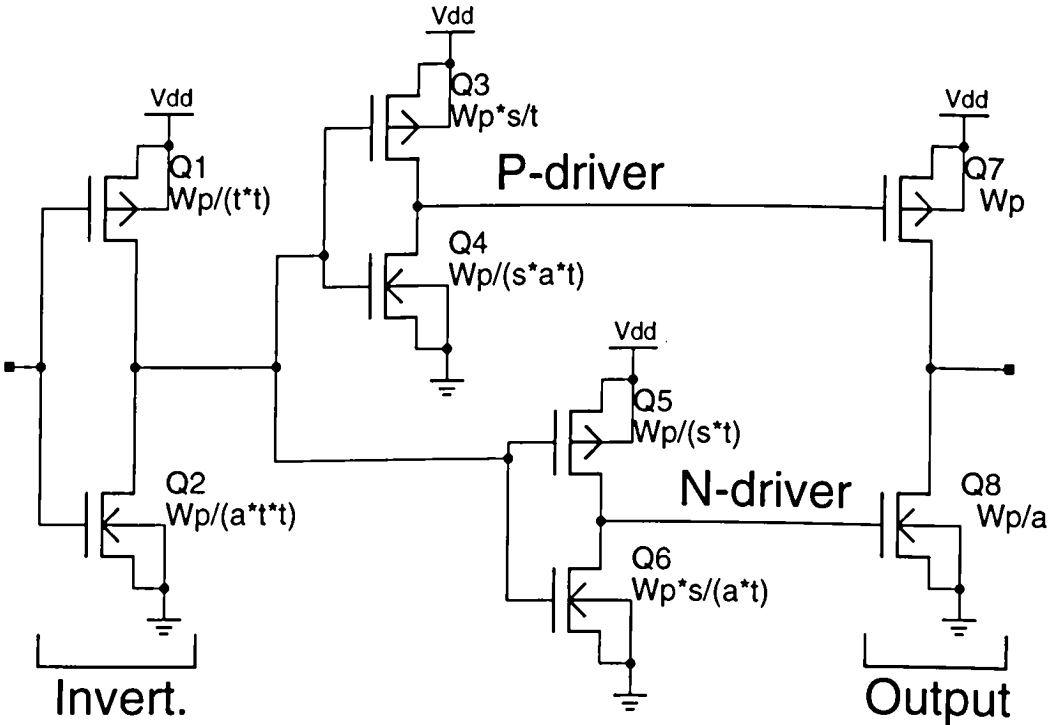 Vdd
Q3
Wp*s/t
Vdd
Q1
Wp/(t*t)
P-driver
Vdd
Q7
Wp
Q4
Wp/(s*a*t)
Vdd
Q5
Wp/(s*t)
Q2
Wp/(a*t*t)
N-driver
Q8
Wp/a
Q6
Wp*s/(a*t)
Invert.
Output